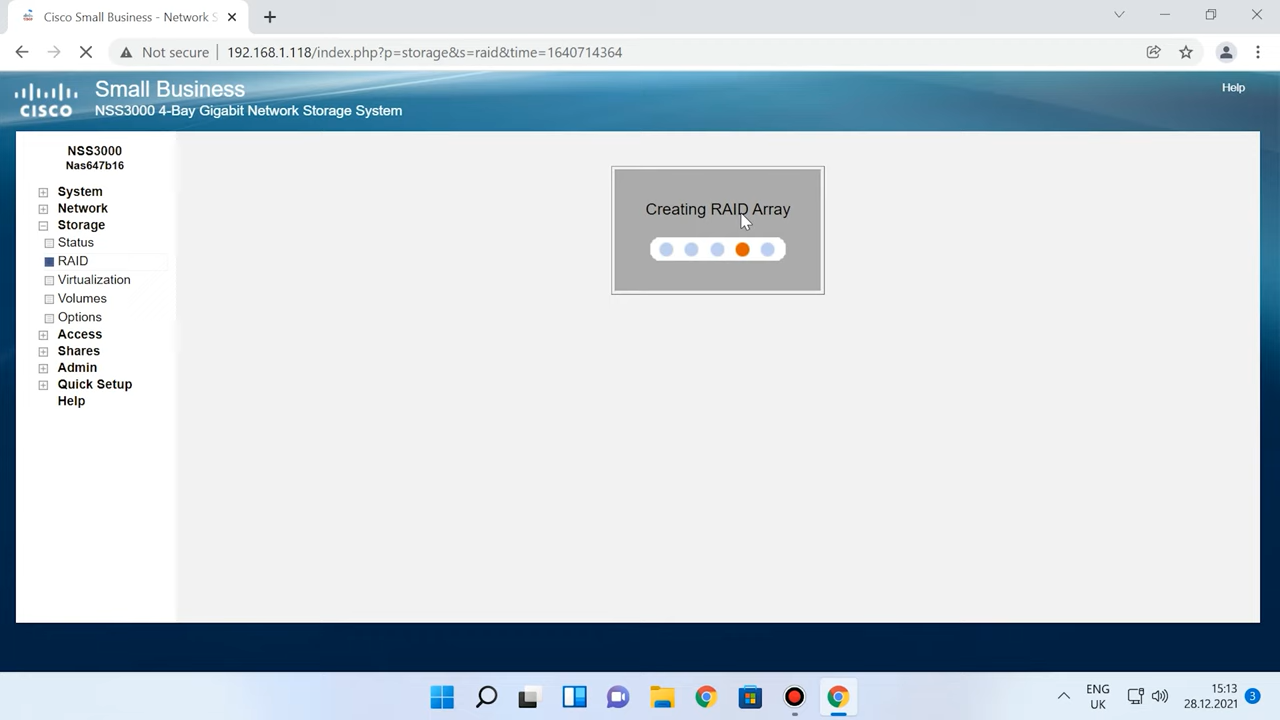 Cisco Small Business - Network S
Not secure
192.168.1.118/index.php?p=storage&s=raid&time=1640714364
CISCO
Small Business
NSS3000 4-Bay Gigabit Network Storage System
Help
NSS3000
Nas647b16
System
Network
Storage
Status
RAID
Virtualization
Volumes
Options
Access
Shares
Admin
Quick Setup
Help
Creating RAID Array
ENG
UK
15:13
28.12.2021
3